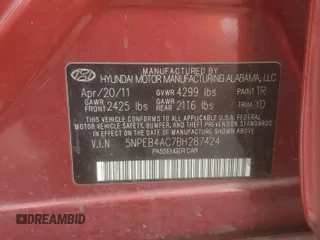 MANUFACTURED BY
HYUNDAI MOTOR MANUFACTURING ALABAMA, LLC
Apr/20/11 GVWR 4299 lbs PAINT TR
GAWR FRONT 2425 lbs GAWR REAR 2116 lbs TRIM YD
THIS VEHICLE CONFORMS TO ALL APPLICABLE
FEDERAL MOTOR VEHICLE SAFETY, BUMPER, AND
THEFT PREVENTION STANDARDS IN EFFECT ON
THE DATE OF MANUFACTURE SHOWN ABOVE.
V.I.N 5NPEB4AC7BH287424
PASSENGER CAR
DREAMBID